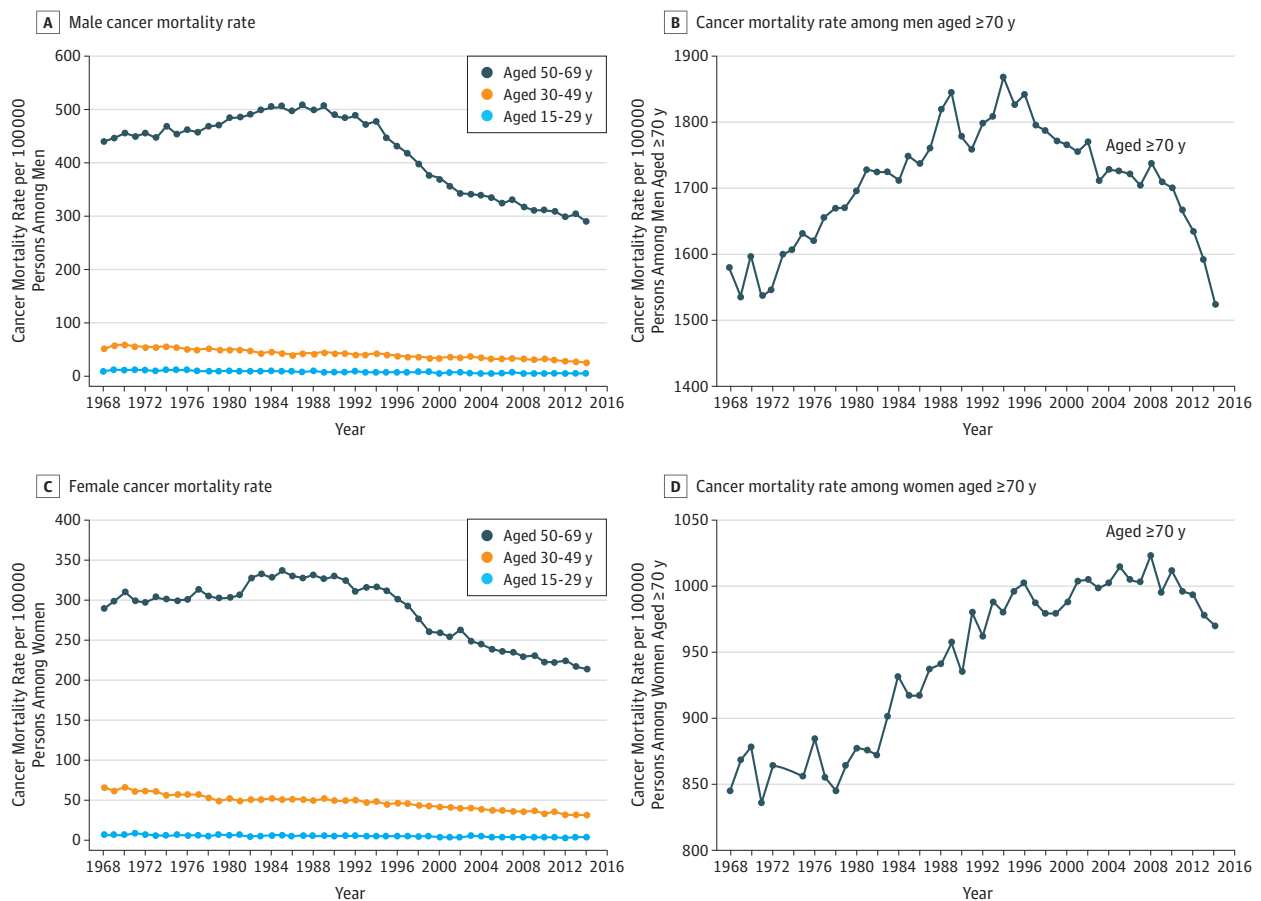 A Male cancer mortality rate
Cancer Mortality Rate per 100 000
Persons Among Men
600
500
400
300
200
100
0
Aged 50-69 y
Aged 30-49 y
Aged 15-29 y
1968 1972 1976 1980 1984 1988 1992 1996 2000 2004 2008 2012 2016
Year
B Cancer mortality rate among men aged ≥70 y
Cancer Mortality Rate per 100 000
Persons Among Men Aged ≥70 y
1900
1800
1700
1600
1500
1400
Aged ≥70 y
1968 1972 1976 1980 1984 1988 1992 1996 2000 2004 2008 2012 2016
Year
C Female cancer mortality rate
Cancer Mortality Rate per 100 000
Persons Among Women
400
350
300
250
200
150
100
50
0
Aged 50-69 y
Aged 30-49 y
Aged 15-29 y
1968 1972 1976 1980 1984 1988 1992 1996 2000 2004 2008 2012 2016
Year
D Cancer mortality rate among women aged ≥70 y
Cancer Mortality Rate per 100 000
Persons Among Women Aged ≥70 y
1050
1000
950
900
850
800
Aged ≥70 y
1968 1972 1976 1980 1984 1988 1992 1996 2000 2004 2008 2012 2016
Year